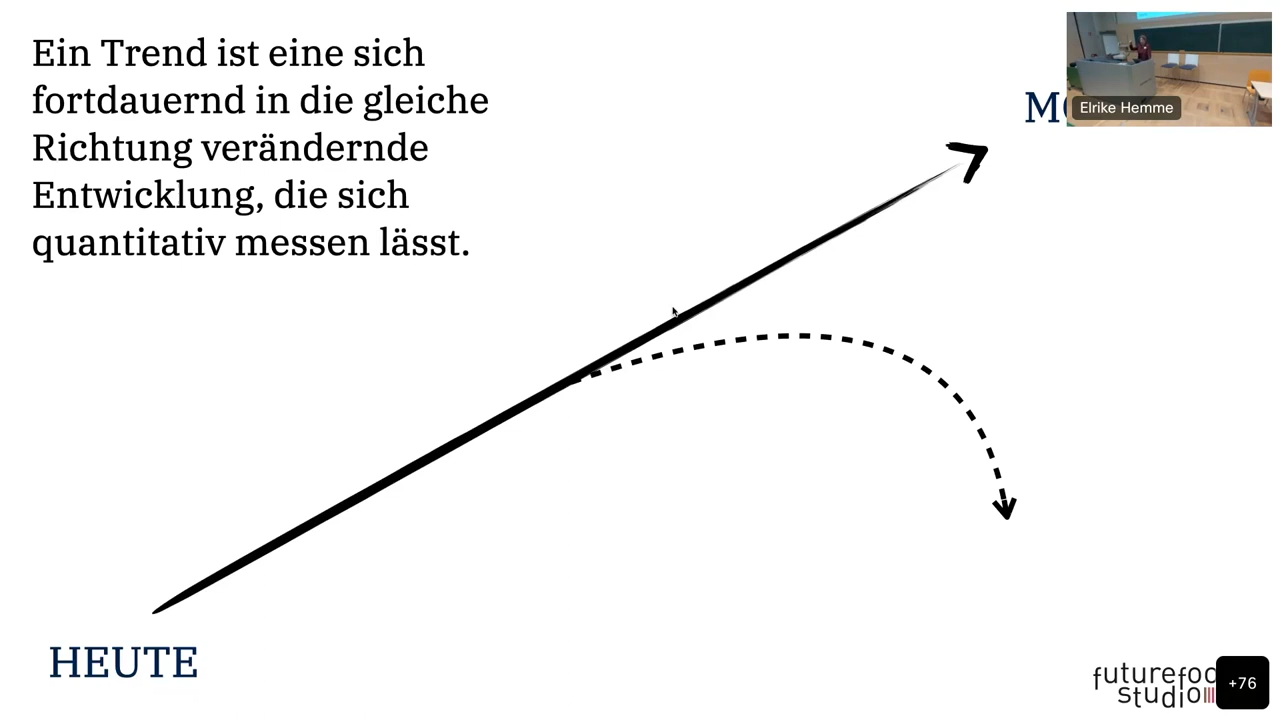 Ein Trend ist eine sich
fortdauernd in die gleiche
Richtung verändernde
Entwicklung, die sich
quantitativ messen lässt.
Elrike Hemme
HEUTE
studio
+76